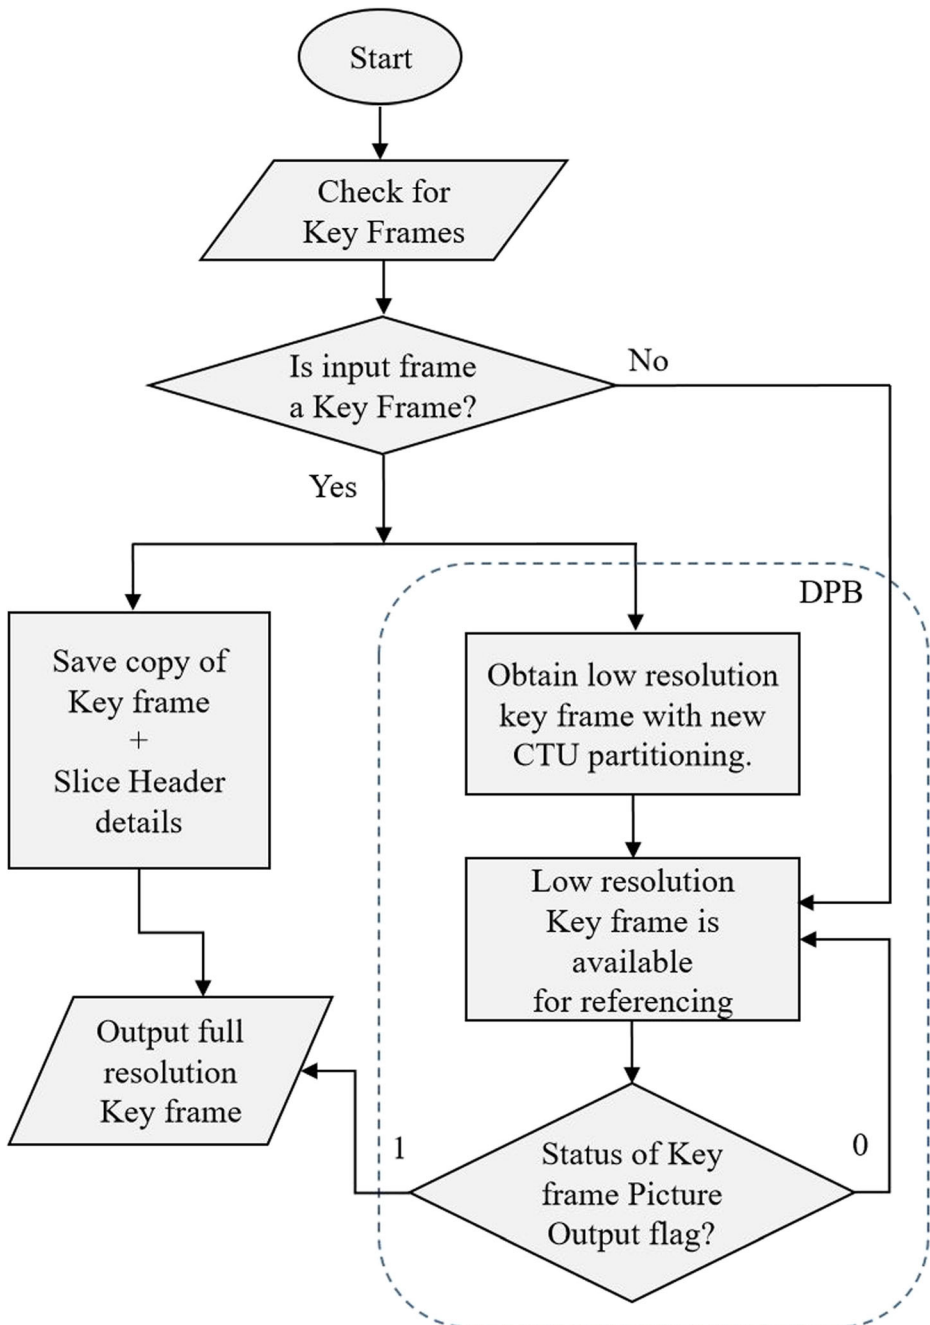 Start
Check for
Key Frames
Is input frame
a Key Frame?
No
Yes
DPB
Save copy of
Key frame
+
Slice Header
details
Obtain low resolution
key frame with new
CTU partitioning.
Low resolution
Key frame is
available
for referencing
Output full
resolution
Key frame
1
Status of Key
frame Picture
Output flag?
0